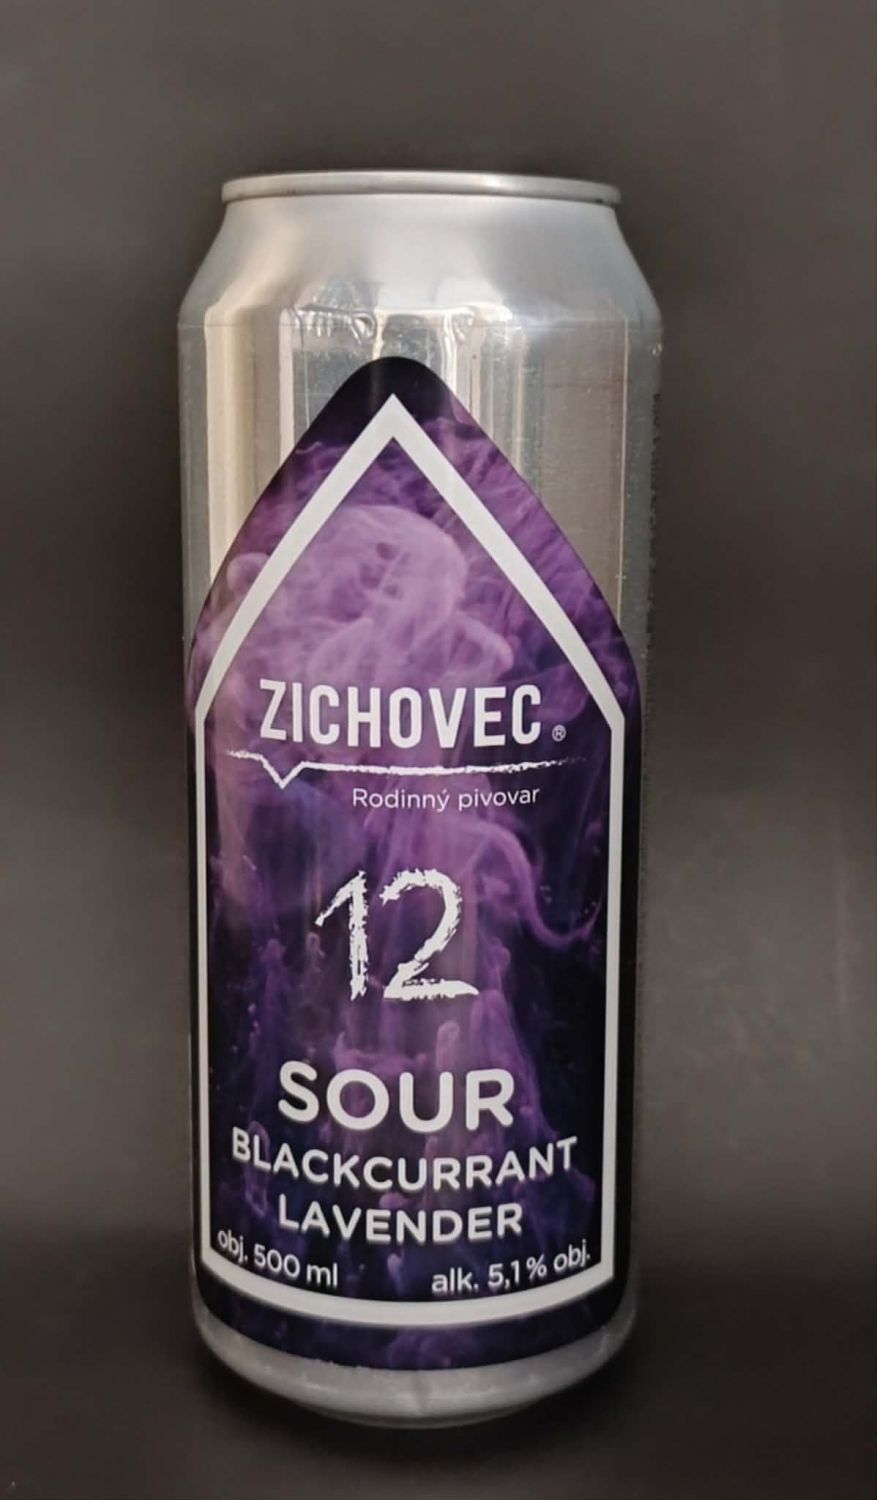 ZICHOVEC ®
Rodinný pivovar
12
SOUR
BLACKCURRANT
LAVENDER
obj. 500 ml alk. 5,1% obj.